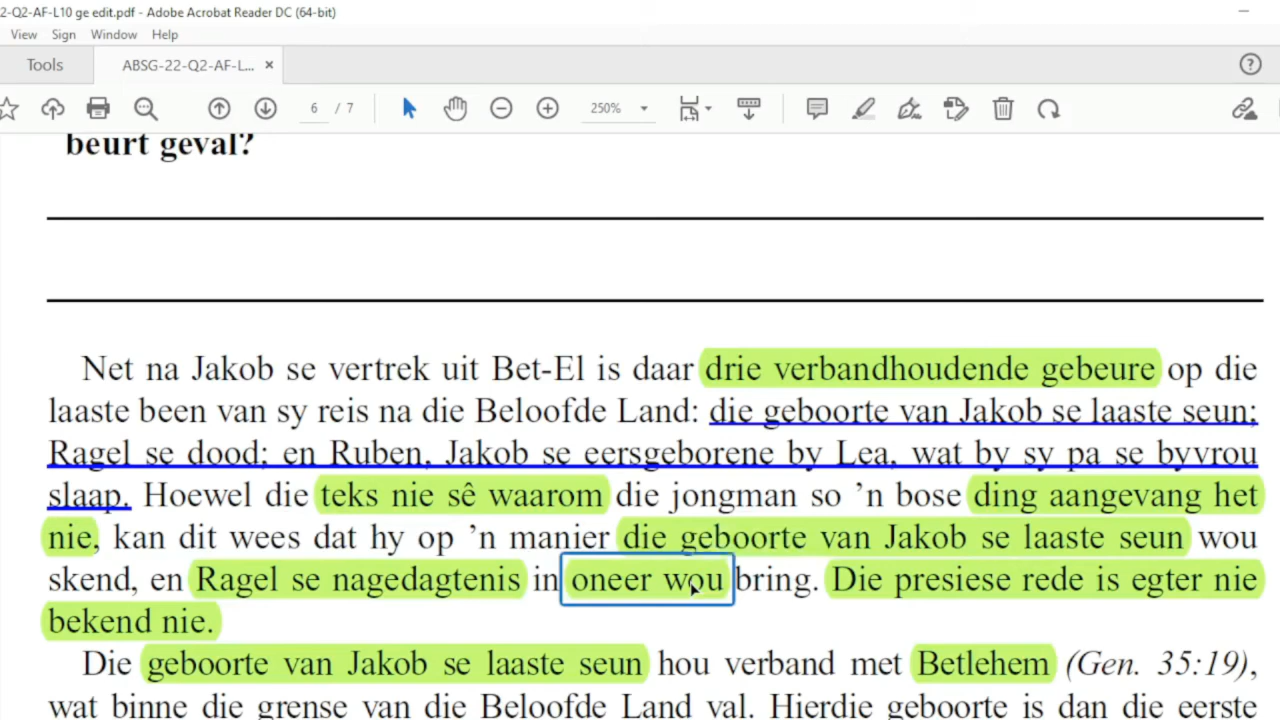 2-Q2-AF-L10 ge edit.pdf - Adobe Acrobat Reader DC (64-bit)
View Sign Window Help
Tools ABSG-22-Q2-AF-L... ×
6 / 7 250%
beurt geval?
Net na Jakob se vertrek uit Bet-El is daar drie verbandhoudende gebeure op die
laaste been van sy reis na die Beloofde Land: die geboorte van Jakob se laaste seun;
Ragel se dood; en Ruben, Jakob se eersgeborene by Lea, wat by sy pa se byvrou
slaap. Hoewel die teks nie sê waarom die jongman so ’n bose ding aangevang het
nie, kan dit wees dat hy op ’n manier die geboorte van Jakob se laaste seun wou
skend, en Ragel se nagedagtenis in oneer wou bring. Die presiese rede is egter nie
bekend nie.
Die geboorte van Jakob se laaste seun hou verband met Betlehem (Gen. 35:19),
wat binne die grense van die Beloofde Land val. Hierdie geboorte is dan die eerste